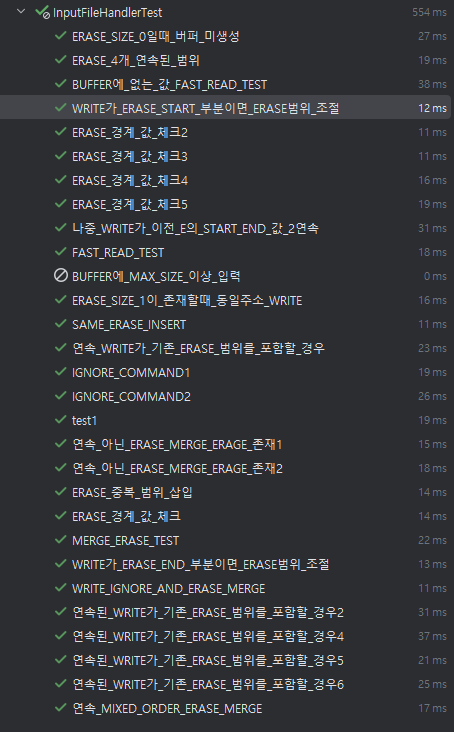 InputFileHandlerTest 554 ms
ERASE_SIZE_0일때_버퍼_미생성 27 ms
ERASE_4개_연속된_범위 19 ms
BUFFER에_없는_값_FAST_READ_TEST 38 ms
WRITE가_ERASE_START_부분이면_ERASE범위_조절 12 ms
ERASE_경계_값_체크2 11 ms
ERASE_경계_값_체크3 11 ms
ERASE_경계_값_체크4 16 ms
ERASE_경계_값_체크5 19 ms
나중_WRITE가_이전_E의_START_END_값_2연속 31 ms
FAST_READ_TEST 18 ms
BUFFER에_MAX_SIZE_이상_입력 0 ms
ERASE_SIZE_1이_존재할때_동일주소_WRITE 16 ms
SAME_ERASE_INSERT 11 ms
연속_WRITE가_기존_ERASE_범위를_포함할_경우 23 ms
IGNORE_COMMAND1 19 ms
IGNORE_COMMAND2 26 ms
test1 19 ms
연속_아닌_ERASE_MERGE_ERAGE_존재1 15 ms
연속_아닌_ERASE_MERGE_ERAGE_존재2 18 ms
ERASE_중복_범위_삽입 14 ms
ERASE_경계_값_체크 14 ms
MERGE_ERASE_TEST 22 ms
WRITE가_ERASE_END_부분이면_ERASE범위_조절 13 ms
WRITE_IGNORE_AND_ERASE_MERGE 11 ms
연속된_WRITE가_기존_ERASE_범위를_포함할_경우2 31 ms
연속된_WRITE가_기존_ERASE_범위를_포함할_경우4 37 ms
연속된_WRITE가_기존_ERASE_범위를_포함할_경우5 21 ms
연속된_WRITE가_기존_ERASE_범위를_포함할_경우6 25 ms
연속_MIXED_ORDER_ERASE_MERGE 17 ms